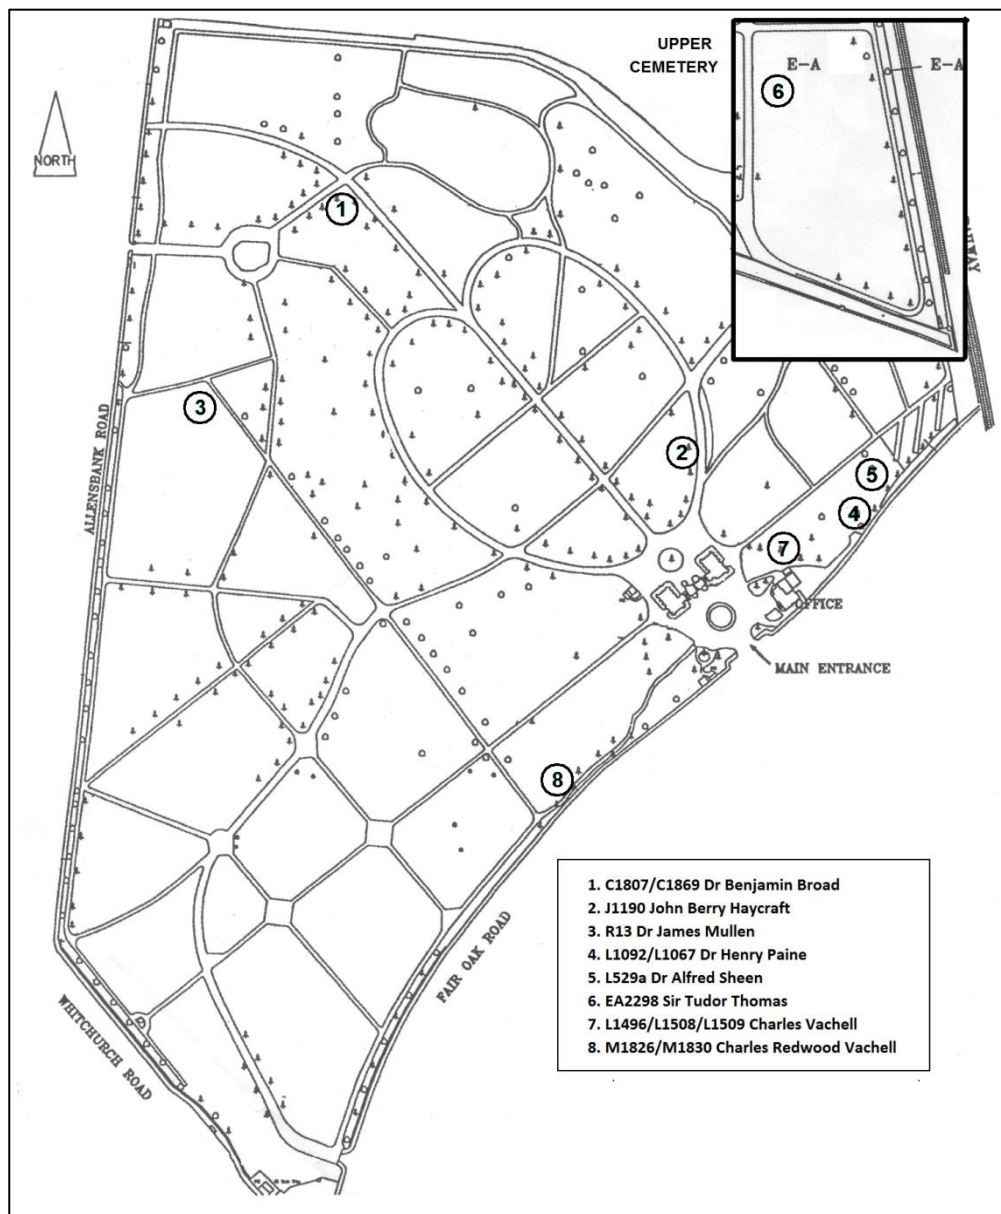 UPPER
CEMETERY
E-A
E-A
6
NORTH
1
3
2
5
4
7
ALLENSBANK ROAD
OFFICE
MAIN ENTRANCE
8
FAIR OAK ROAD
WHITCHURCH ROAD
1. C1807/C1869 Dr Benjamin Broad
2. J1190 John Berry Haycraft
3. R13 Dr James Mullen
4. L1092/L1067 Dr Henry Paine
5. L529a Dr Alfred Sheen
6. EA2298 Sir Tudor Thomas
7. L1496/L1508/L1509 Charles Vachell
8. M1826/M1830 Charles Redwood Vachell